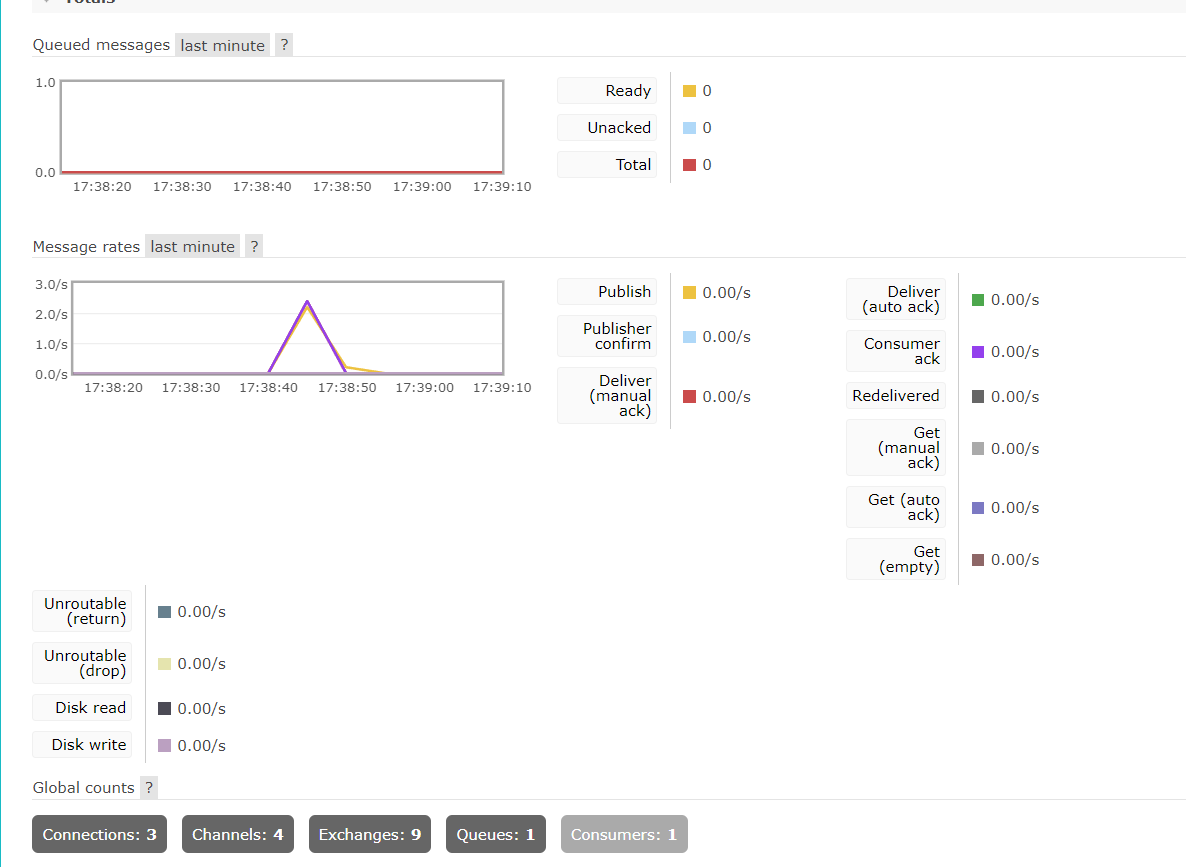 Totals
Queued messages last minute ?
1.0
0.0
17:38:20 17:38:30 17:38:40 17:38:50 17:39:00 17:39:10
Ready 0
Unacked 0
Total 0
Message rates last minute ?
3.0/s
2.0/s
1.0/s
0.0/s
17:38:20 17:38:30 17:38:40 17:38:50 17:39:00 17:39:10
Publish 0.00/s
Publisher
confirm 0.00/s
Deliver
(manual
ack) 0.00/s
Deliver
(auto ack) 0.00/s
Consumer
ack 0.00/s
Redelivered 0.00/s
Get
(manual
ack) 0.00/s
Get (auto
ack) 0.00/s
Get
(empty) 0.00/s
Unroutable
(return) 0.00/s
Unroutable
(drop) 0.00/s
Disk read 0.00/s
Disk write 0.00/s
Global counts ?
Connections: 3 Channels: 4 Exchanges: 9 Queues: 1 Consumers: 1